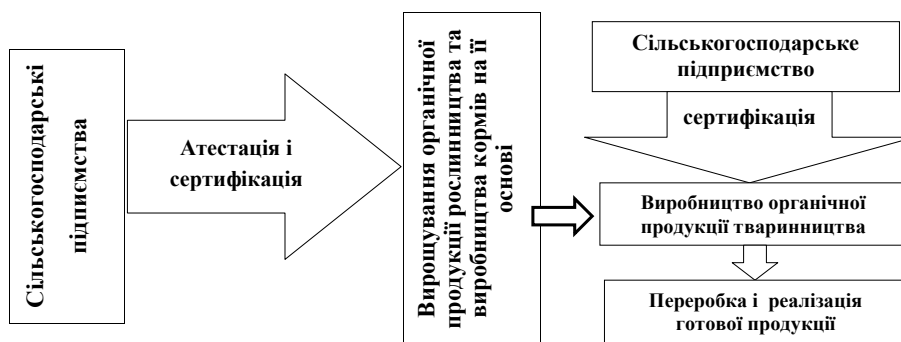 Сільськогосподарські
підприємства
Атестація і
сертифікація
Вирощування органічної
продукції рослинництва та
виробництва кормів на її
основі
Сільськогосподарське
підприємство
сертифікація
Виробництво органічної
продукції тваринництва
Переробка і реалізація
готової продукції